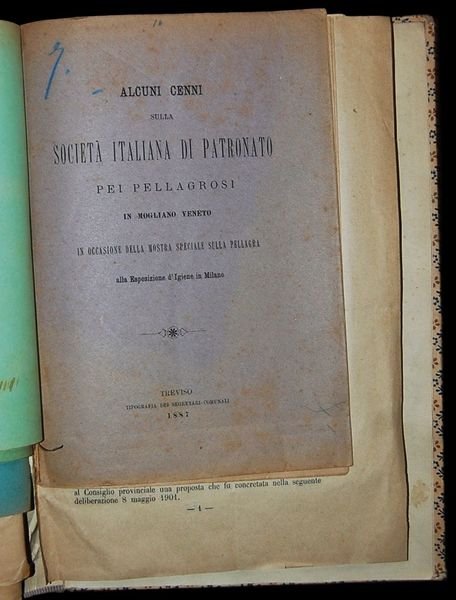 7.
ALCUNI CENNI
SULLA
SOCIETÀ ITALIANA DI PATRONATO
PEI PELLAGROSI
IN MOGLIANO VENETO
IN OCCASIONE DELLA MOSTRA SPECIALE SULLA PELLAGRA
alla Esposizione d'Igiene in Milano
TREVISO
TIPOGRAFIA DEI SEGRETARI COMUNALI
1887
al Consiglio provinciale una proposta che fu concretata nella seguente
deliberazione 8 maggio 1901.
— 4 —